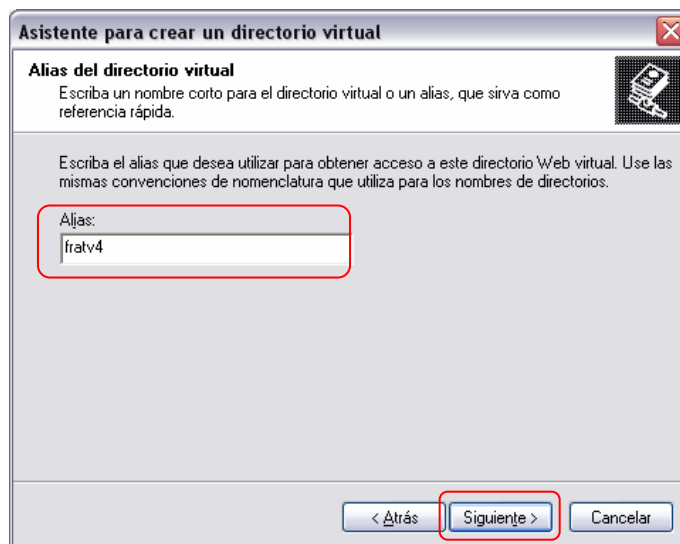 Asistente para crear un directorio virtual
Alias del directorio virtual
Escriba un nombre corto para el directorio virtual o un alias, que sirva como
referencia rápida.
Escriba el alias que desea utilizar para obtener acceso a este directorio Web virtual. Use las
mismas convenciones de nomenclatura que utiliza para los nombres de directorios.
Alias:
fratv4
< Atrás
Siguiente >
Cancelar